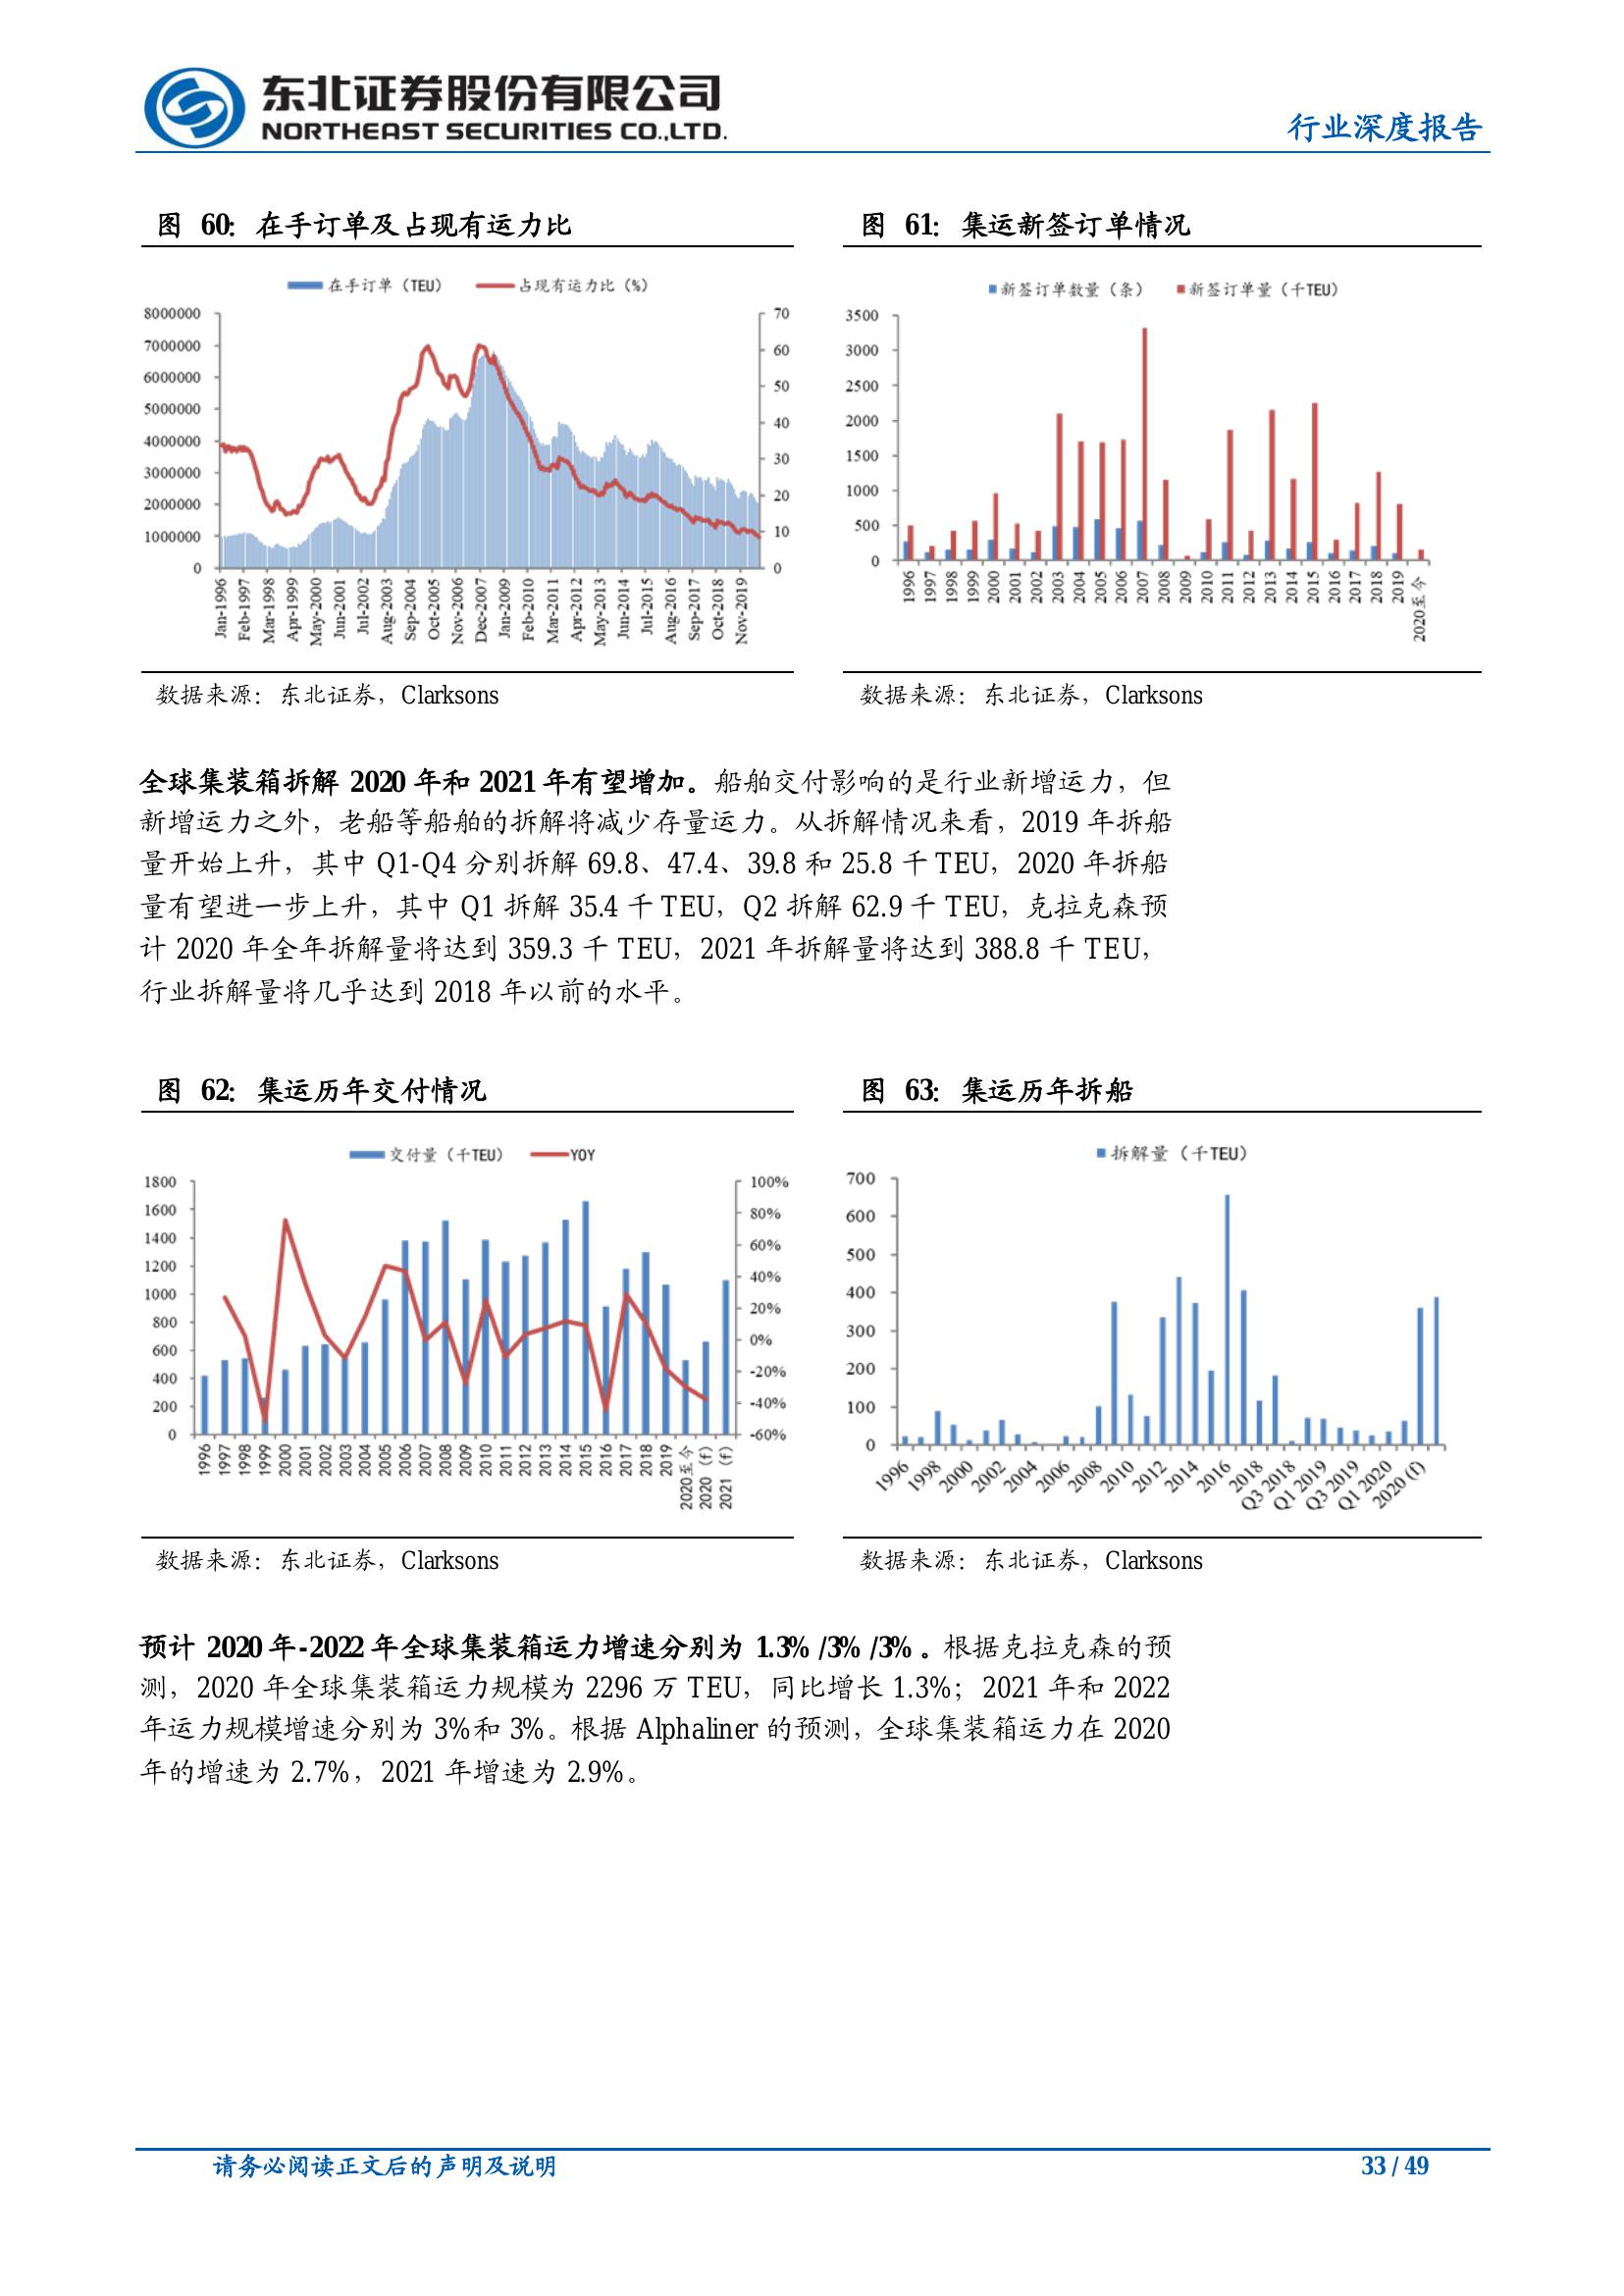 东北证券股份有限公司
NORTHEAST SECURITIES CO.,LTD.
行业深度报告
图 60：在手订单及占现有运力比
在手订单（TEU） 占现有运力比（%）
8000000
7000000
6000000
5000000
4000000
3000000
2000000
1000000
0
70
60
50
40
30
20
10
0
Jan-1996 Feb-1997 Mar-1998 Apr-1999 May-2000 Jun-2001 Jul-2002 Aug-2003 Sep-2004 Oct-2005 Nov-2006 Dec-2007 Jan-2009 Feb-2010 Mar-2011 Apr-2012 May-2013 Jun-2014 Jul-2015 Aug-2016 Sep-2017 Oct-2018 Nov-2019
数据来源：东北证券，Clarksons
图 61：集运新签订单情况
新签订单数量（条） 新签订单量（千TEU）
3500
3000
2500
2000
1500
1000
500
0
1996 1997 1998 1999 2000 2001 2002 2003 2004 2005 2006 2007 2008 2009 2010 2011 2012 2013 2014 2015 2016 2017 2018 2019 2020至今
数据来源：东北证券，Clarksons
全球集装箱拆解 2020 年和 2021 年有望增加。船舶交付影响的是行业新增运力，但
新增运力之外，老船等船舶的拆解将减少存量运力。从拆解情况来看，2019 年拆船
量开始上升，其中 Q1-Q4 分别拆解 69.8、47.4、39.8 和 25.8 千 TEU，2020 年拆船
量有望进一步上升，其中 Q1 拆解 35.4 千 TEU，Q2 拆解 62.9 千 TEU，克拉克森预
计 2020 年全年拆解量将达到 359.3 千 TEU，2021 年拆解量将达到 388.8 千 TEU，
行业拆解量将几乎达到 2018 年以前的水平。
图 62：集运历年交付情况
交付量（千TEU） YOY
1800
1600
1400
1200
1000
800
600
400
200
0
100%
80%
60%
40%
20%
0%
-20%
-40%
-60%
1996 1997 1998 1999 2000 2001 2002 2003 2004 2005 2006 2007 2008 2009 2010 2011 2012 2013 2014 2015 2016 2017 2018 2019 2020至今 2020（f） 2021（f）
数据来源：东北证券，Clarksons
图 63：集运历年拆船
拆解量（千TEU）
700
600
500
400
300
200
100
0
1996 1998 2000 2002 2004 2006 2008 2010 2012 2014 2016 2018 Q3 2018 Q1 2019 Q3 2019 Q1 2020 2020 (f)
数据来源：东北证券，Clarksons
预计 2020 年-2022 年全球集装箱运力增速分别为 1.3% /3% /3% 。根据克拉克森的预
测，2020 年全球集装箱运力规模为 2296 万 TEU，同比增长 1.3%；2021 年和 2022
年运力规模增速分别为 3%和 3%。根据 Alphaliner 的预测，全球集装箱运力在 2020
年的增速为 2.7%，2021 年增速为 2.9%。
请务必阅读正文后的声明及说明
33 / 49